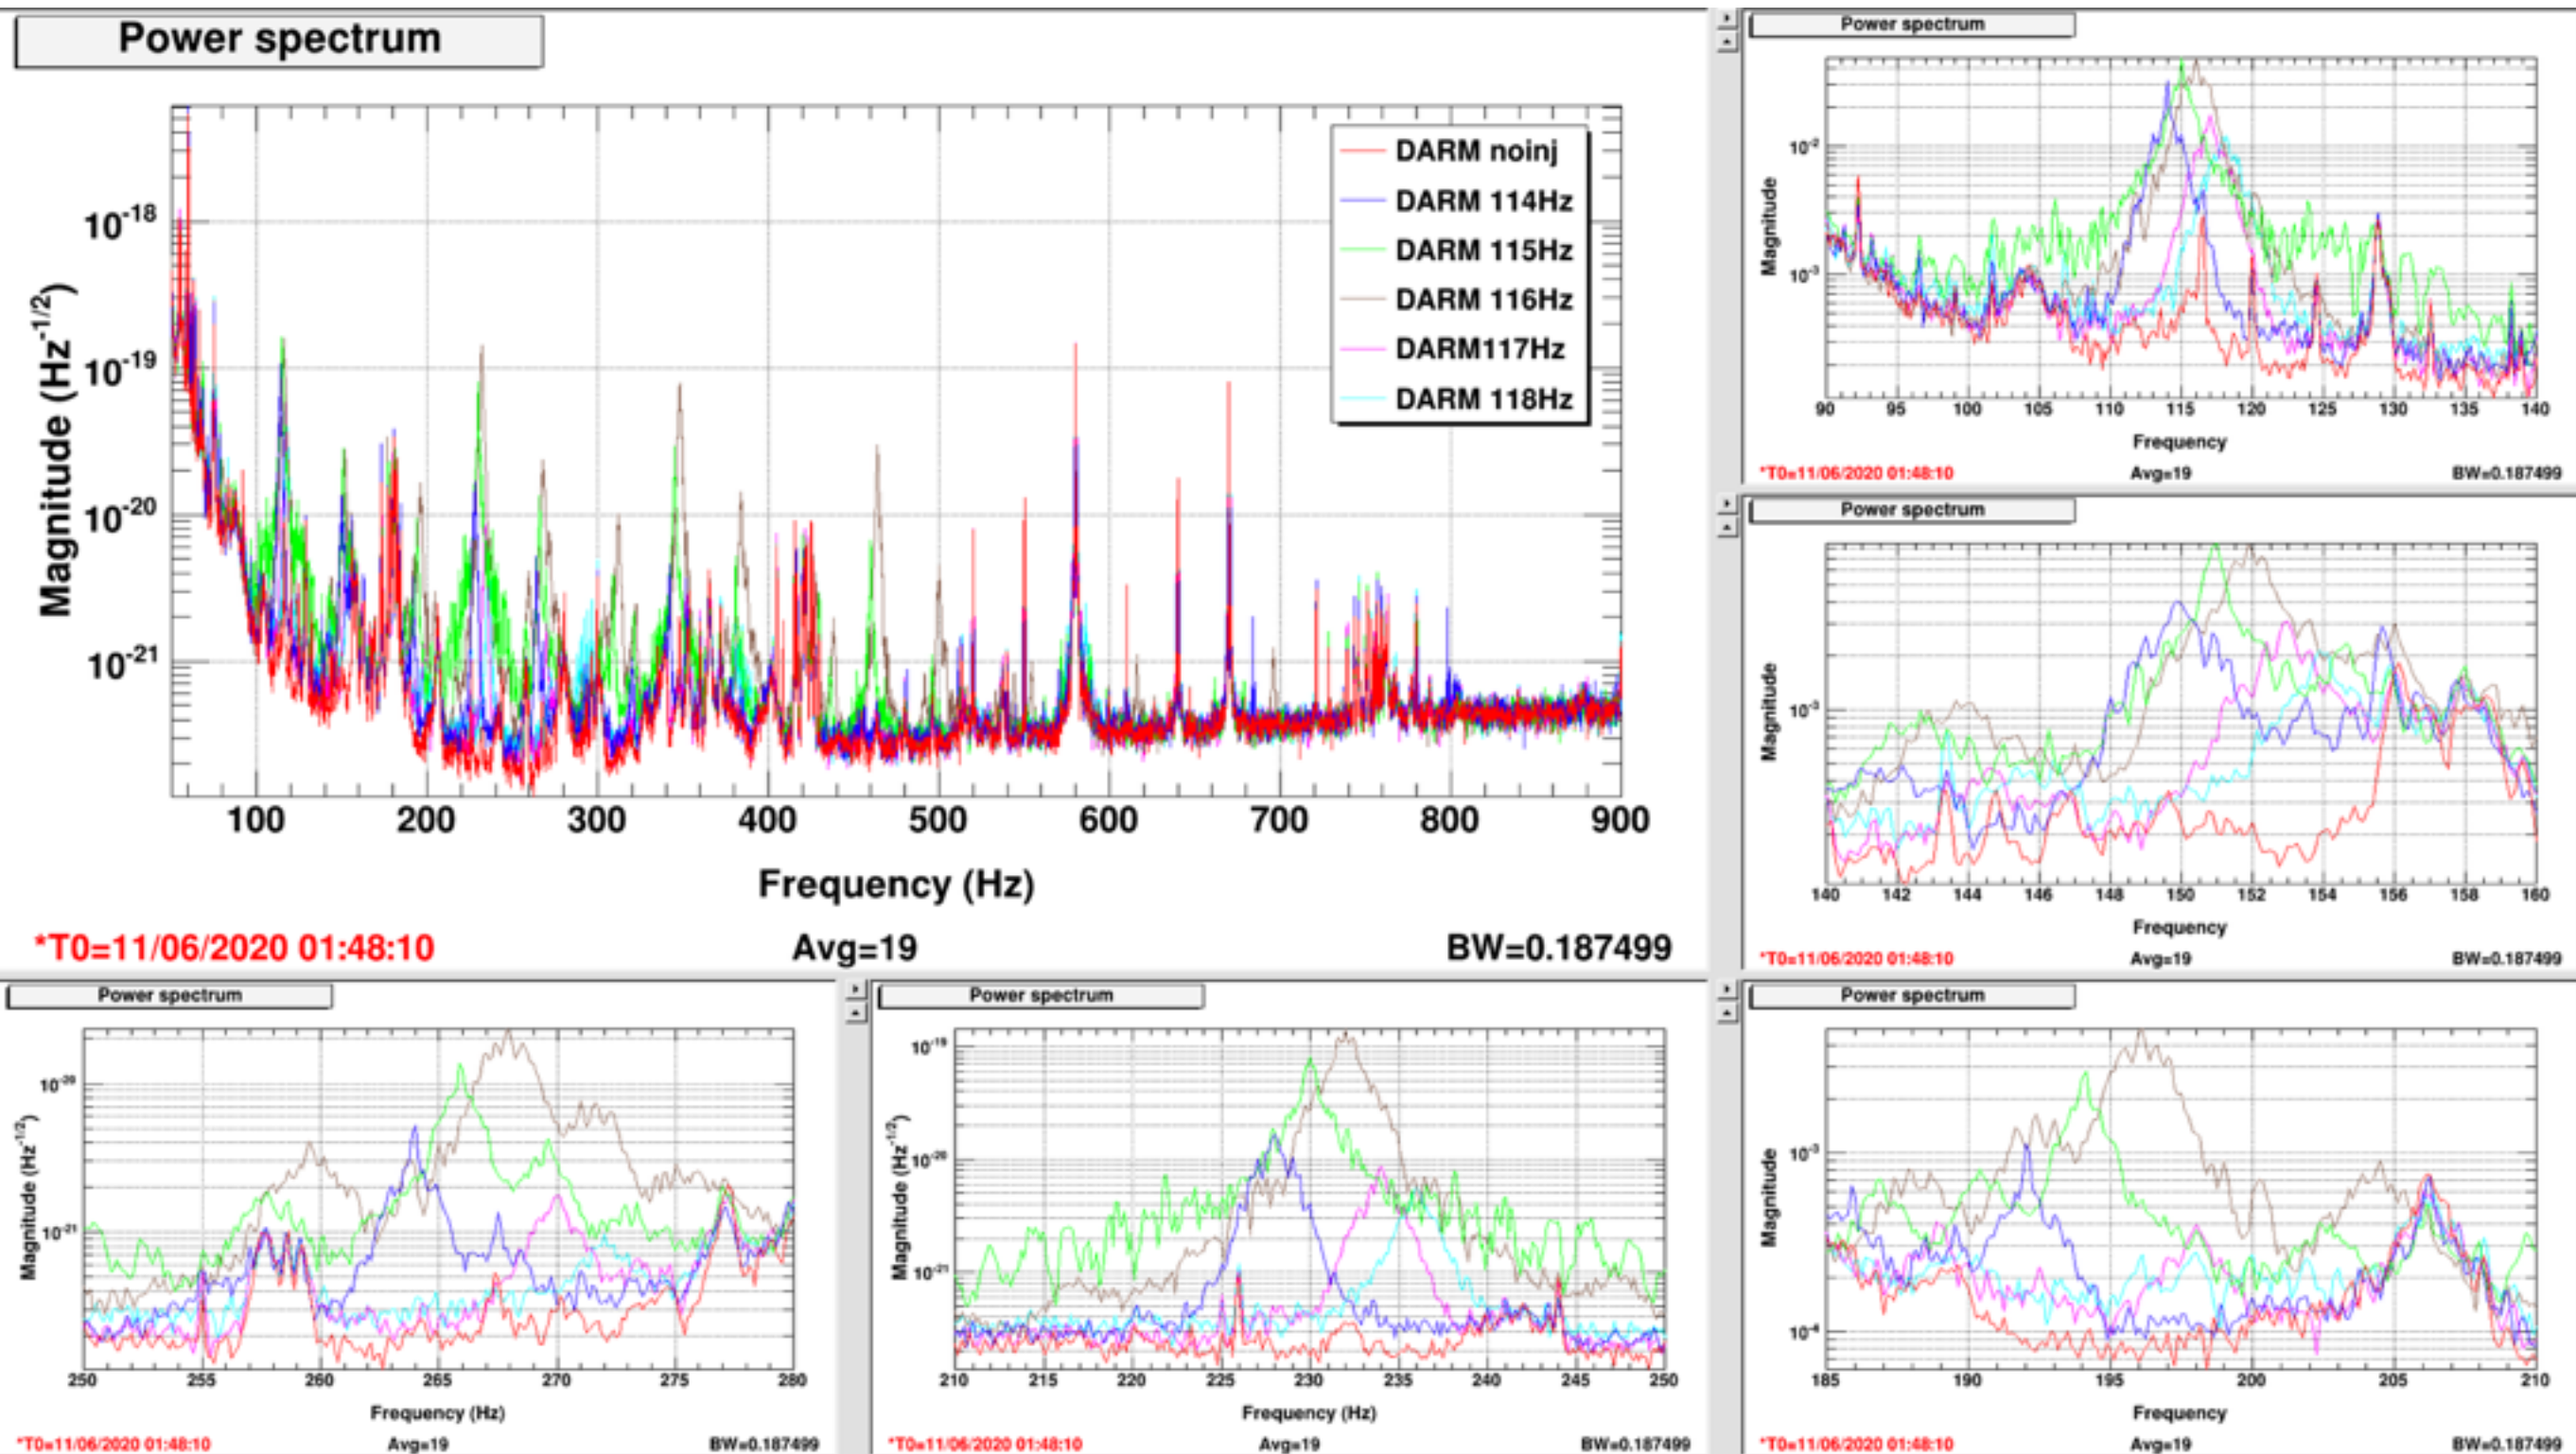 Power spectrum
Magnitude (Hz-1/2)
10-18
10-19
10-20
10-21
DARM noinj
DARM 114Hz
DARM 115Hz
DARM 116Hz
DARM117Hz
DARM 118Hz
100 200 300 400 500 600 700 800 900
Frequency (Hz)
*T0=11/06/2020 01:48:10 Avg=19 BW=0.187499
Power spectrum
Magnitude
10-2
10-3
90 95 100 105 110 115 120 125 130 135 140
Frequency
*T0=11/06/2020 01:48:10 Avg=19 BW=0.187499
Power spectrum
Magnitude
10-3
140 142 144 146 148 150 152 154 156 158 160
Frequency
*T0=11/06/2020 01:48:10 Avg=19 BW=0.187499
Power spectrum
Magnitude (Hz-1/2)
10-20
10-21
250 255 260 265 270 275 280
Frequency (Hz)
*T0=11/06/2020 01:48:10 Avg=19 BW=0.187499
Power spectrum
Magnitude (Hz-1/2)
10-19
10-20
10-21
210 215 220 225 230 235 240 245 250
Frequency (Hz)
*T0=11/06/2020 01:48:10 Avg=19 BW=0.187499
Power spectrum
Magnitude
10-3
10-4
185 190 195 200 205 210
Frequency
*T0=11/06/2020 01:48:10 Avg=19 BW=0.187499